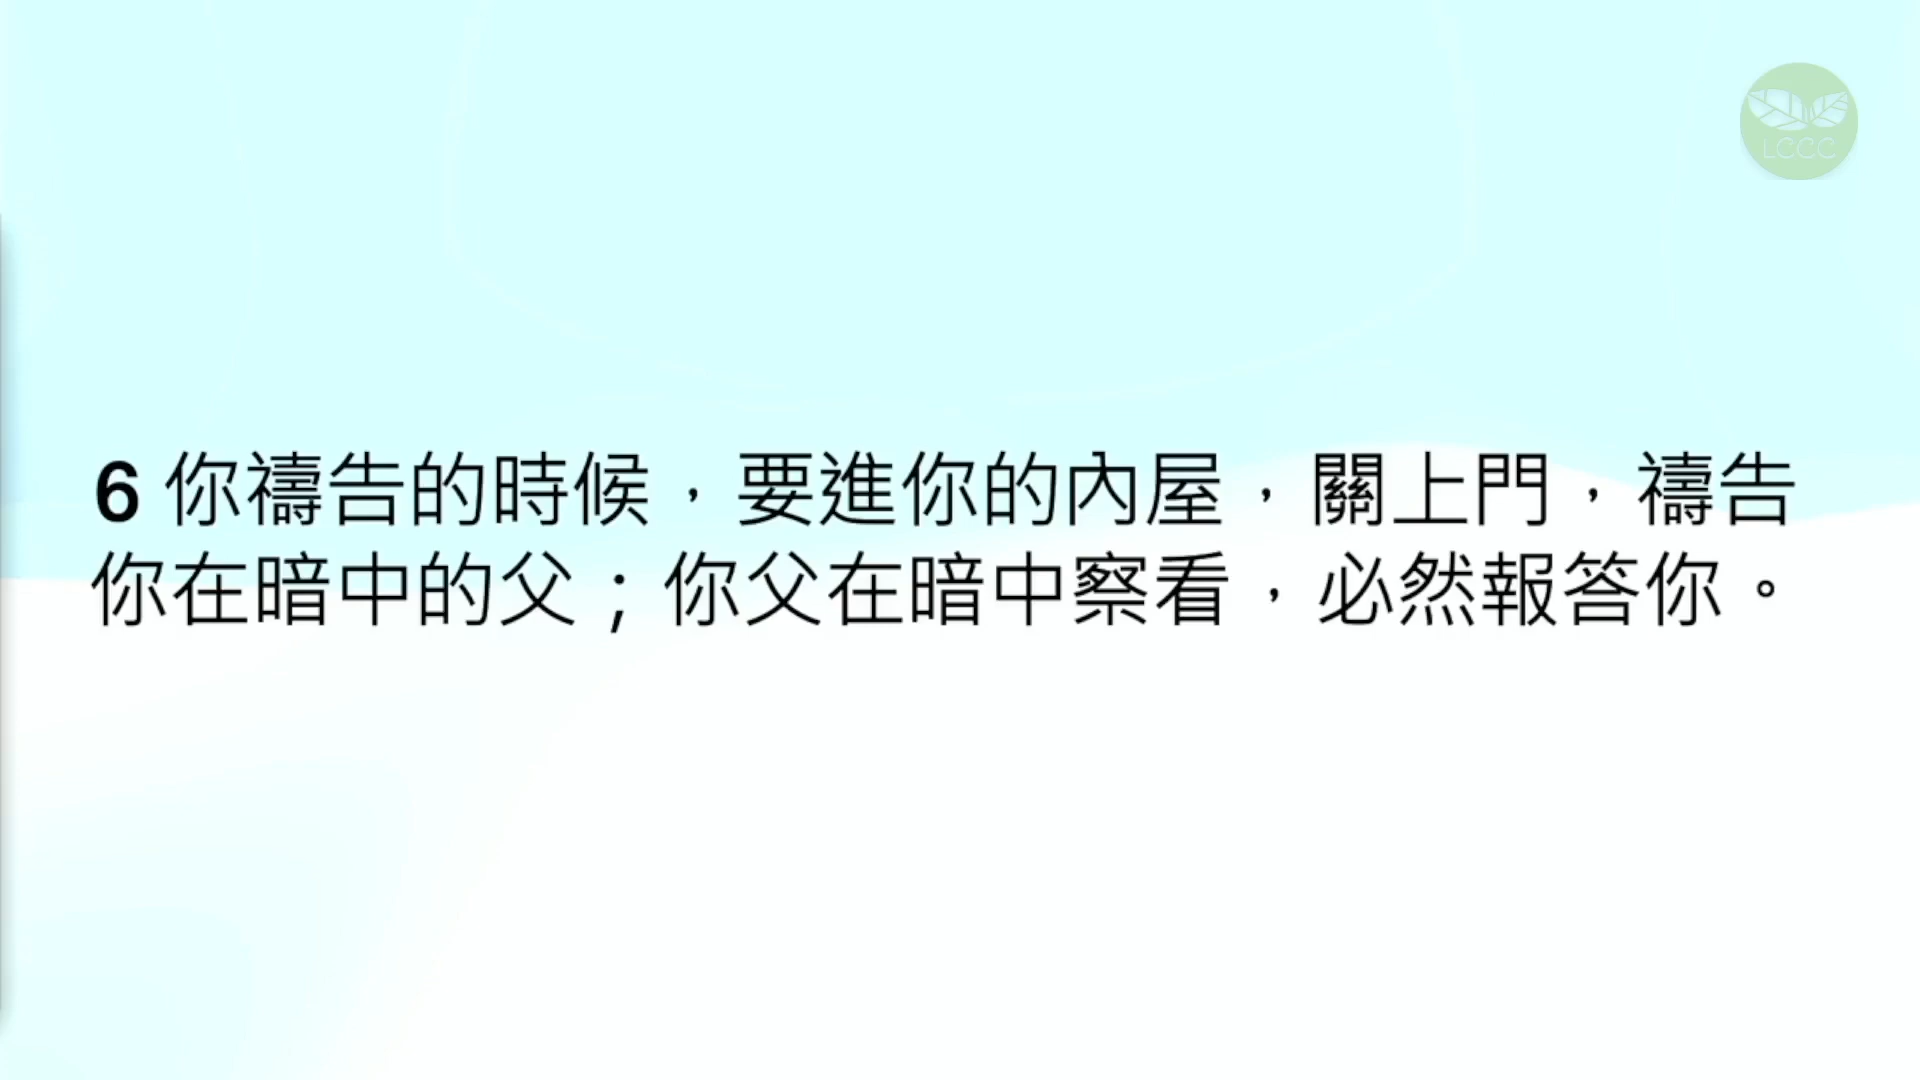 LCCC
6 你禱告的時候，要進你的內屋，關上門，禱告
你在暗中的父；你父在暗中察看，必然報答你。